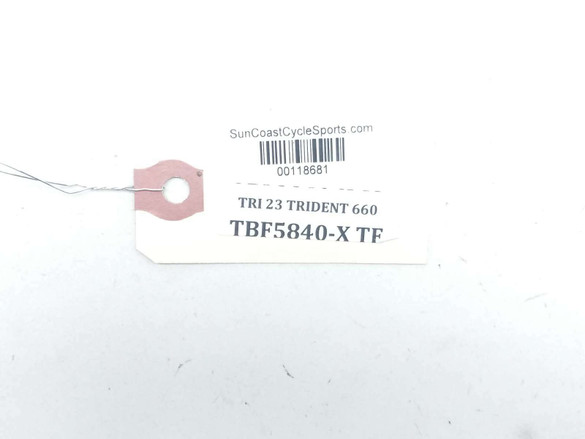 SunCoastCycleSports.com
00118681
TRI 23 TRIDENT 660
TBF5840-X TF